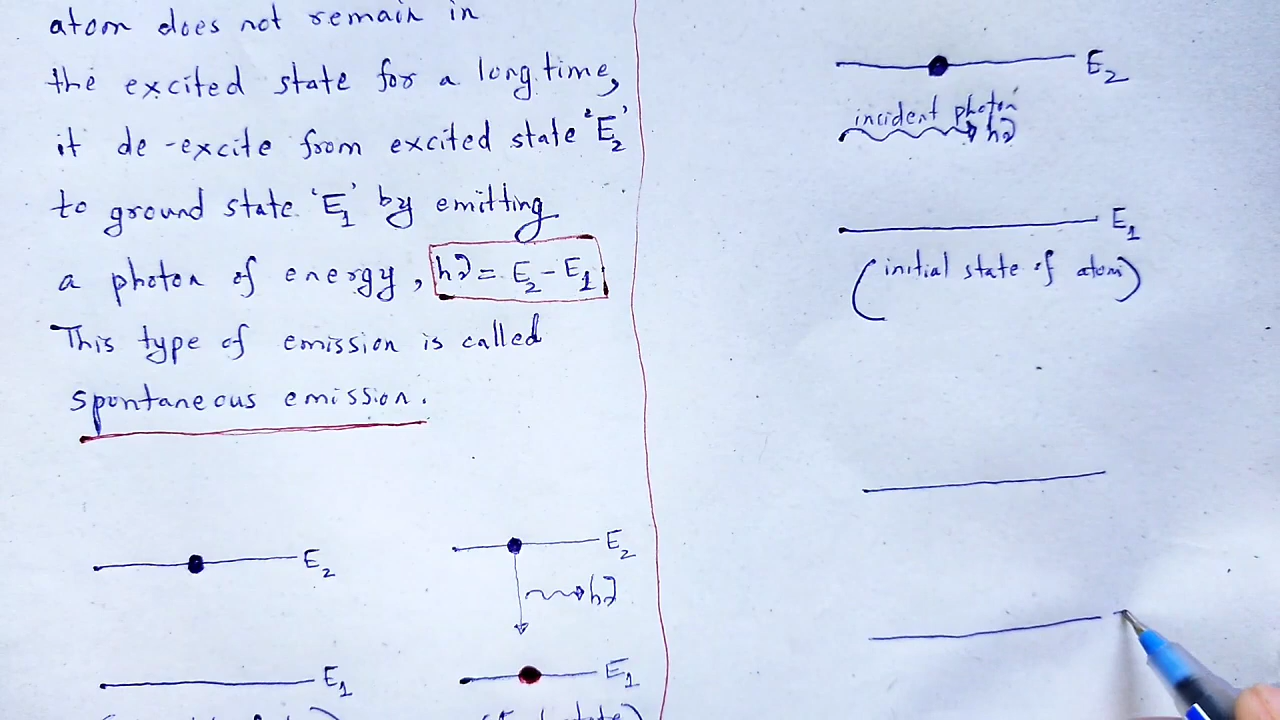 atom does not remain in
the excited state for a long time,
it de-excite from excited state 'E₂'
to ground state 'E₁' by emitting
a photon of energy, hν = E₂ - E₁
This type of emission is called
spontaneous emission.
E₂
E₂
hν
E₁
E₁
E₂
incident photon
hν
E₁
(initial state of atom)